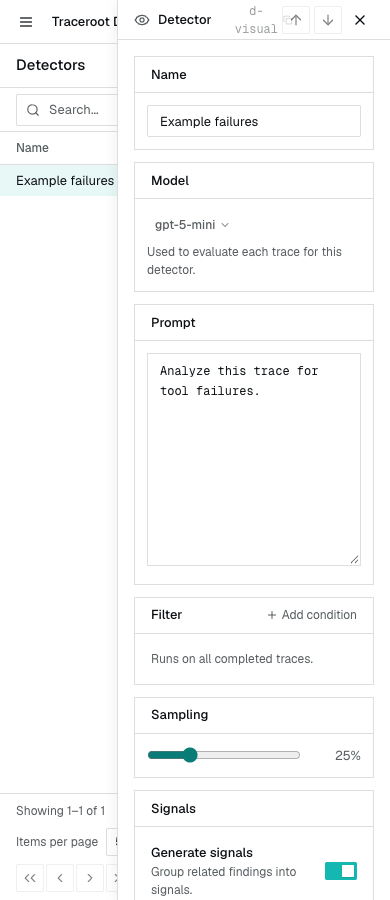 Traceroot D
Detector
d-
visual
Detectors
Search...
Name
Example failures
Showing 1–1 of 1
Items per page
Name
Example failures
Model
gpt-5-mini
Used to evaluate each trace for this
detector.
Prompt
Analyze this trace for
tool failures.
Filter
+ Add condition
Runs on all completed traces.
Sampling
25%
Signals
Generate signals
Group related findings into
signals.